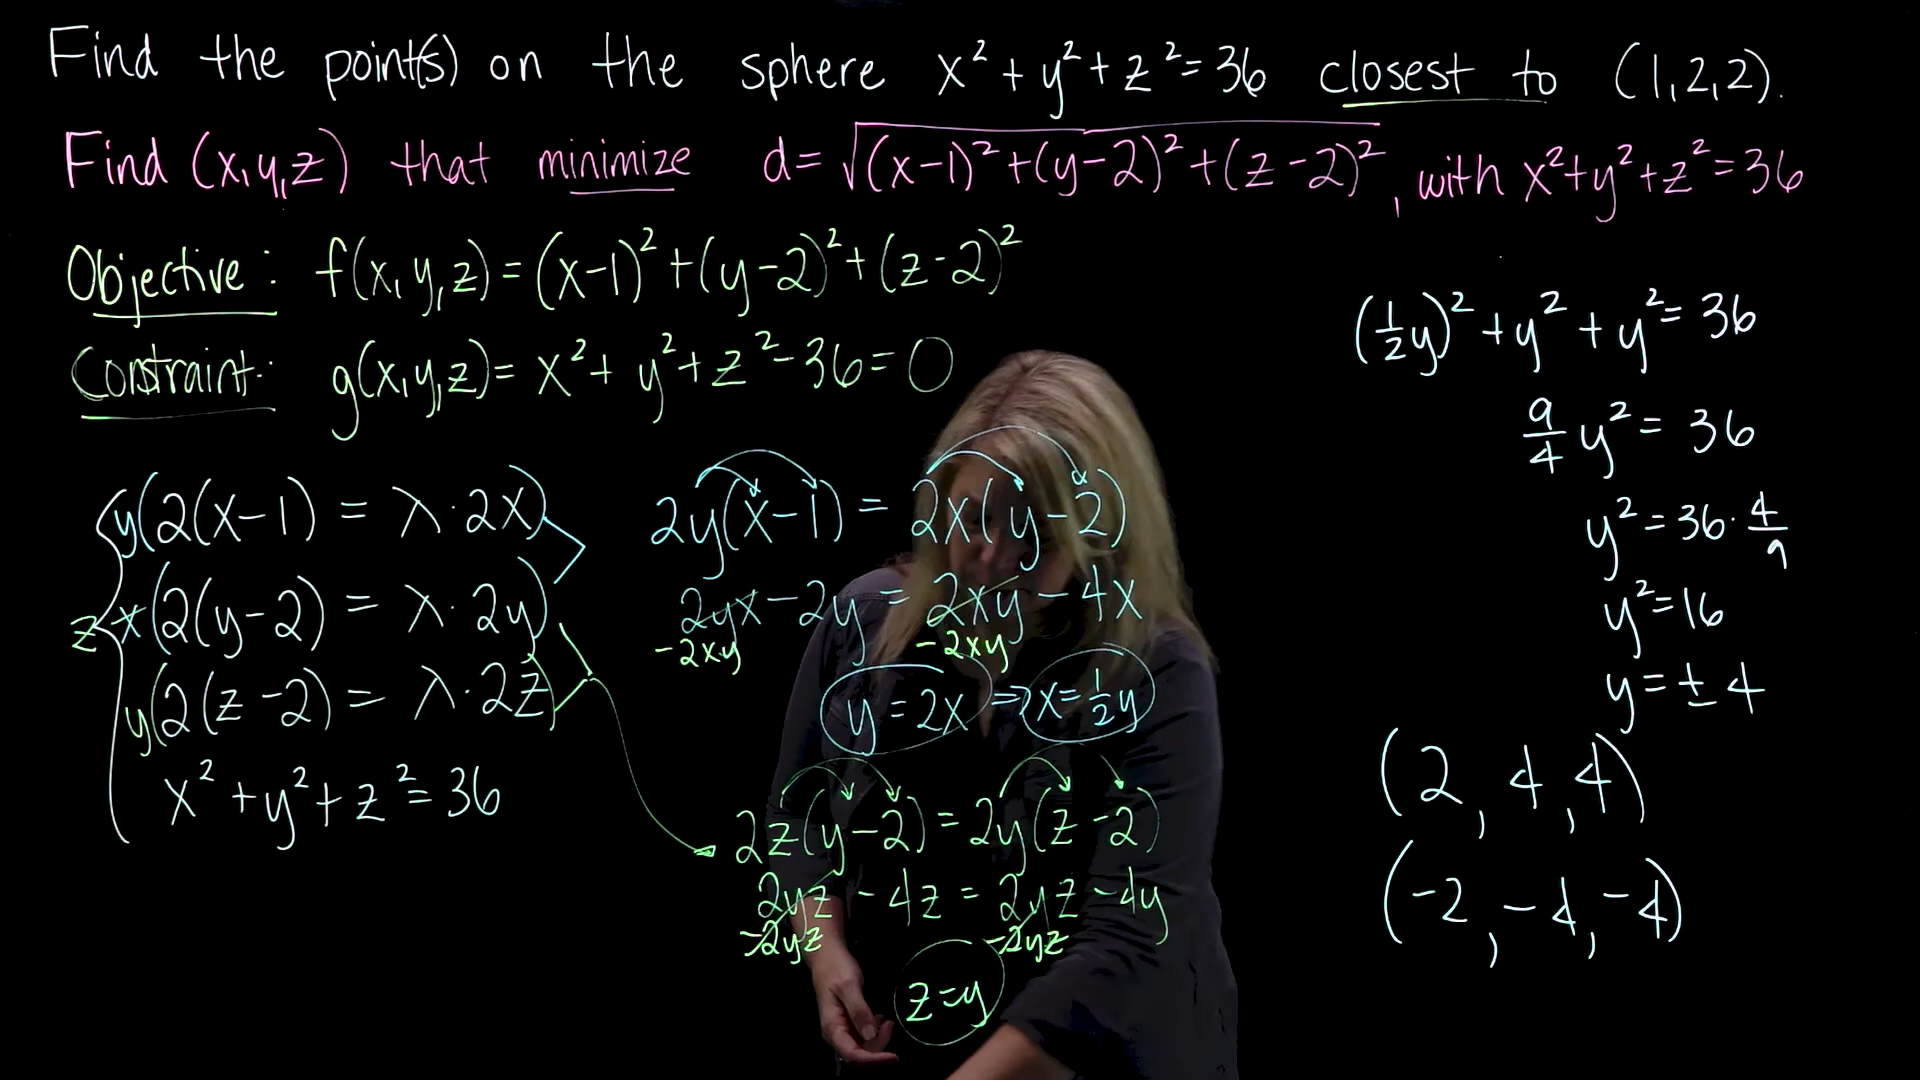 Find the point(s) on the sphere x² + y² + z² = 36 closest to (1,2,2).
Find (x,y,z) that minimize d = √((x-1)² + (y-2)² + (z-2)²), with x² + y² + z² = 36
Objective: f(x,y,z) = (x-1)² + (y-2)² + (z-2)²
Constraint: g(x,y,z) = x² + y² + z² - 36 = 0
y(2(x-1) = λ·2x)
z x(2(y-2) = λ·2y)
y(2(z-2) = λ·2z)
x² + y² + z² = 36
2y(x-1) = 2x(y-2)
2yx - 2y = 2xy - 4x
-2xy -2xy
y = 2x ⇒ x = ½y
2z(y-2) = 2y(z-2)
2yz - 4z = 2yz - 4y
-2yz -2yz
z = y
(½y)² + y² + y² = 36
9/4 y² = 36
y² = 36 · 4/9
y² = 16
y = ± 4
(2, 4, 4)
(-2, -4, -4)